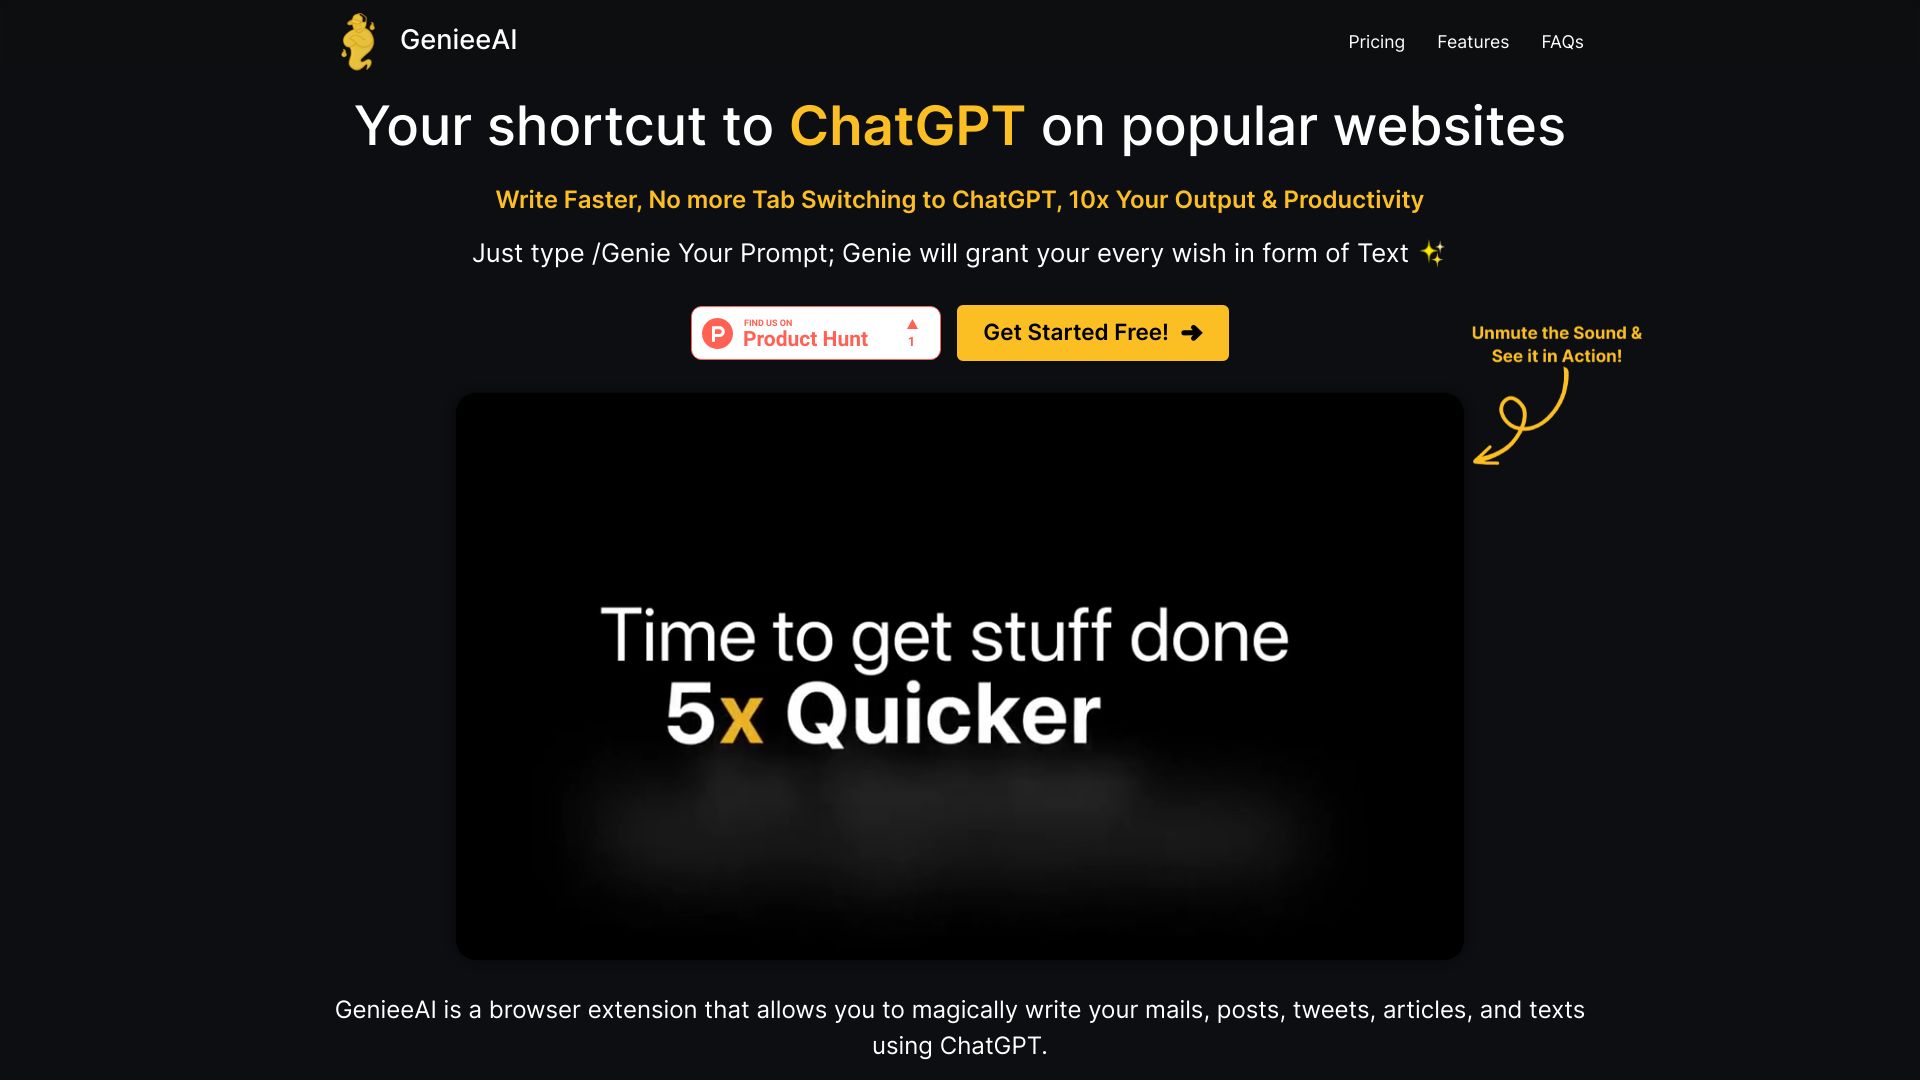 GenieeAI
Pricing Features FAQs
Your shortcut to ChatGPT on popular websites
Write Faster, No more Tab Switching to ChatGPT, 10x Your Output & Productivity
Just type /Genie Your Prompt; Genie will grant your every wish in form of Text ✨
P
FIND US ON
Product Hunt
▲
1
Get Started Free! ➜
Unmute the Sound &
See it in Action!
Time to get stuff done
5x Quicker
GenieeAI is a browser extension that allows you to magically write your mails, posts, tweets, articles, and texts
using ChatGPT.